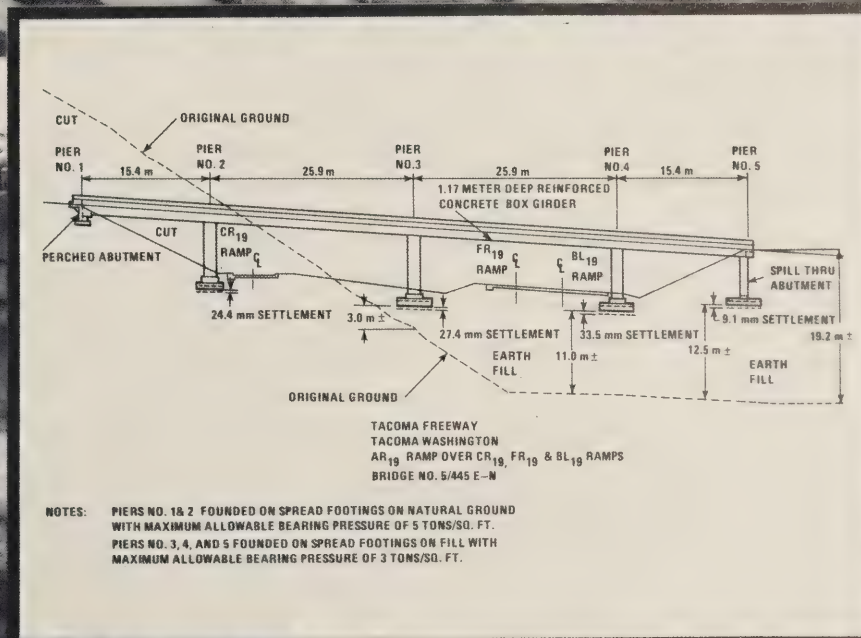 CUT
ORIGINAL GROUND
PIER
NO. 1
15.4 m
PIER
NO. 2
25.9 m
PIER
NO.3
25.9 m
PIER
NO.4
15.4 m
PIER
NO. 5
1.17 METER DEEP REINFORCED
CONCRETE BOX GIRDER
PERCHED ABUTMENT
CUT
CR19
RAMP
℄
FR19
RAMP
℄
℄
BL19
RAMP
SPILL THRU
ABUTMENT
24.4 mm SETTLEMENT
3.0 m ±
27.4 mm SETTLEMENT
33.5 mm SETTLEMENT
9.1 mm SETTLEMENT
19.2 m ±
EARTH
FILL
11.0 m ±
12.5 m ±
EARTH
FILL
ORIGINAL GROUND
TACOMA FREEWAY
TACOMA WASHINGTON
AR19 RAMP OVER CR19, FR19 & BL19 RAMPS
BRIDGE NO. 5/445 E-N
NOTES: PIERS NO. 1& 2 FOUNDED ON SPREAD FOOTINGS ON NATURAL GROUND
WITH MAXIMUM ALLOWABLE BEARING PRESSURE OF 5 TONS/SQ. FT.
PIERS NO. 3, 4, AND 5 FOUNDED ON SPREAD FOOTINGS ON FILL WITH
MAXIMUM ALLOWABLE BEARING PRESSURE OF 3 TONS/SQ. FT.